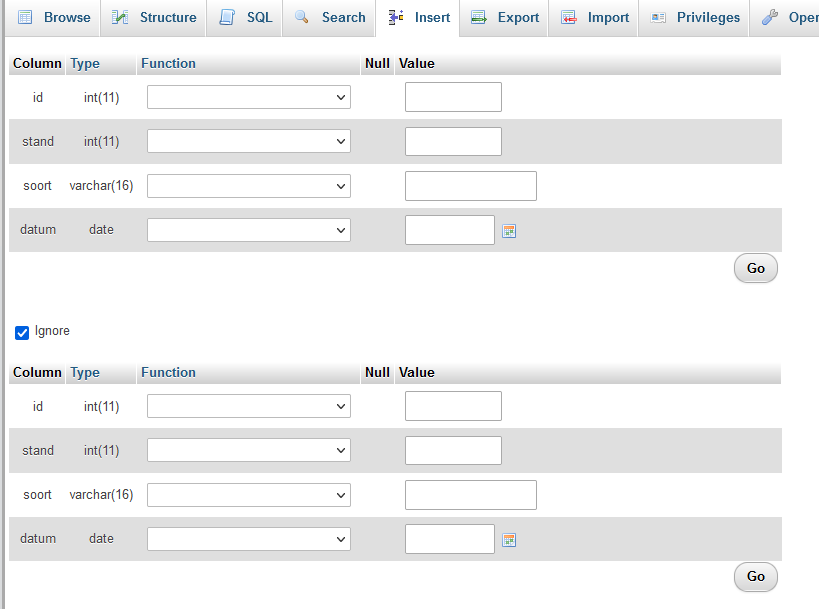 Browse Structure SQL Search Insert Export Import Privileges Oper
Column Type Function Null Value
id int(11)
stand int(11)
soort varchar(16)
datum date
Go
Ignore
Column Type Function Null Value
id int(11)
stand int(11)
soort varchar(16)
datum date
Go